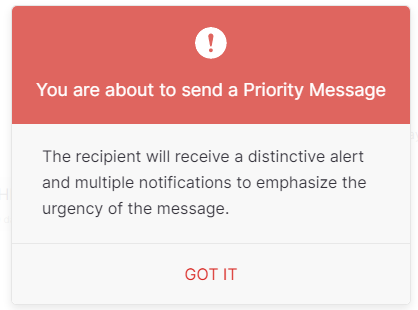 You are about to send a Priority Message
The recipient will receive a distinctive alert
and multiple notifications to emphasize the
urgency of the message.
GOT IT